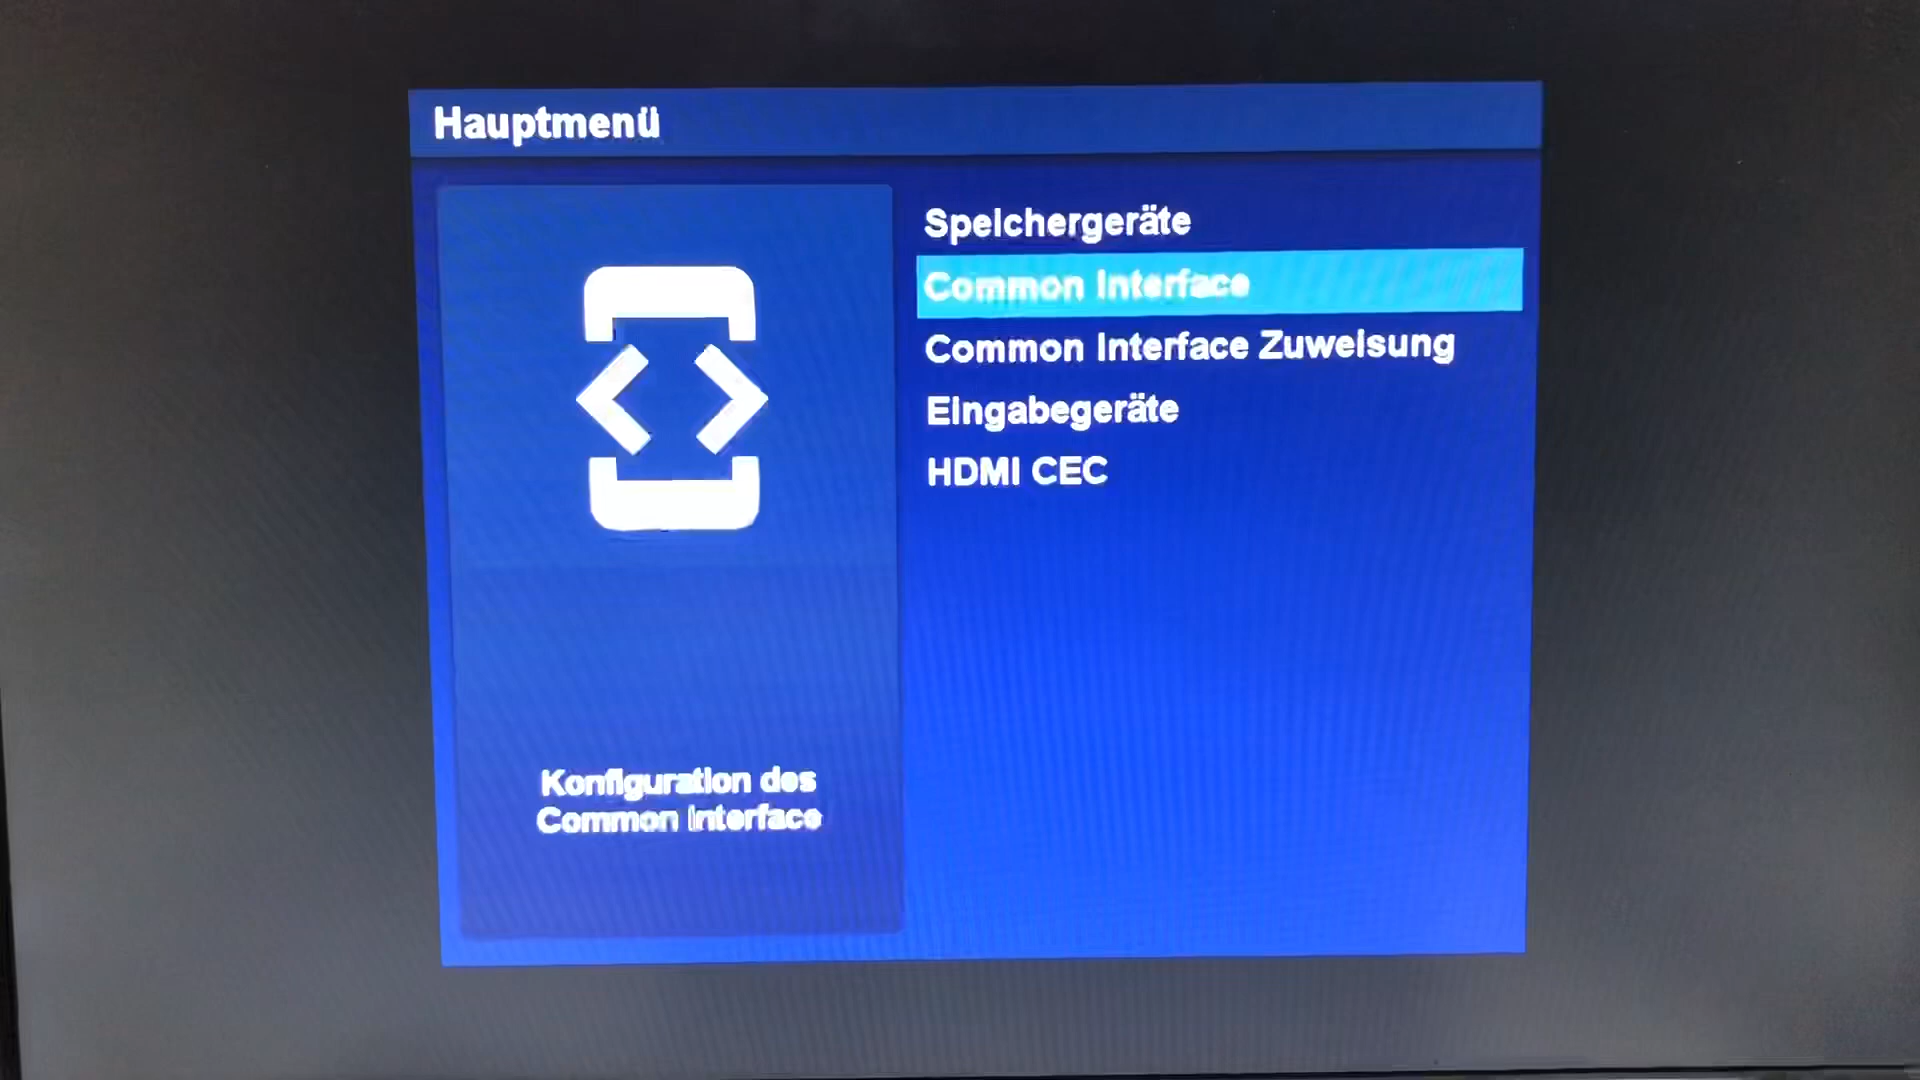 Hauptmenü
Speichergeräte
Common Interface
Common Interface Zuweisung
Eingabegeräte
HDMI CEC
Konfiguration des
Common Interface